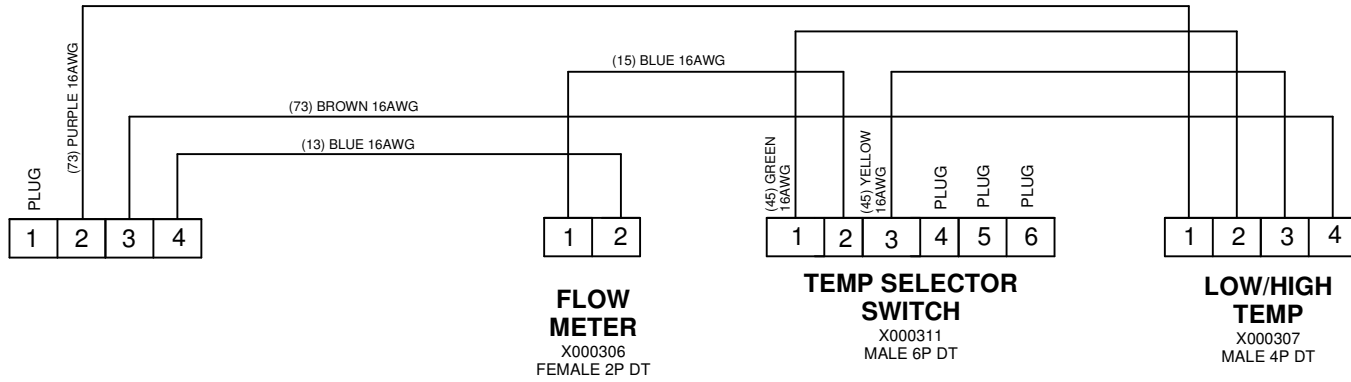 (15) BLUE 16AWG
(73) PURPLE 16AWG
(73) BROWN 16AWG
(13) BLUE 16AWG
PLUG
(45) GREEN
16AWG
(45) YELLOW
16AWG
PLUG
PLUG
PLUG
1 2 3 4
1 2
1 2 3 4 5 6
1 2 3 4
FLOW
METER
X000306
FEMALE 2P DT
TEMP SELECTOR
SWITCH
X000311
MALE 6P DT
LOW/HIGH
TEMP
X000307
MALE 4P DT